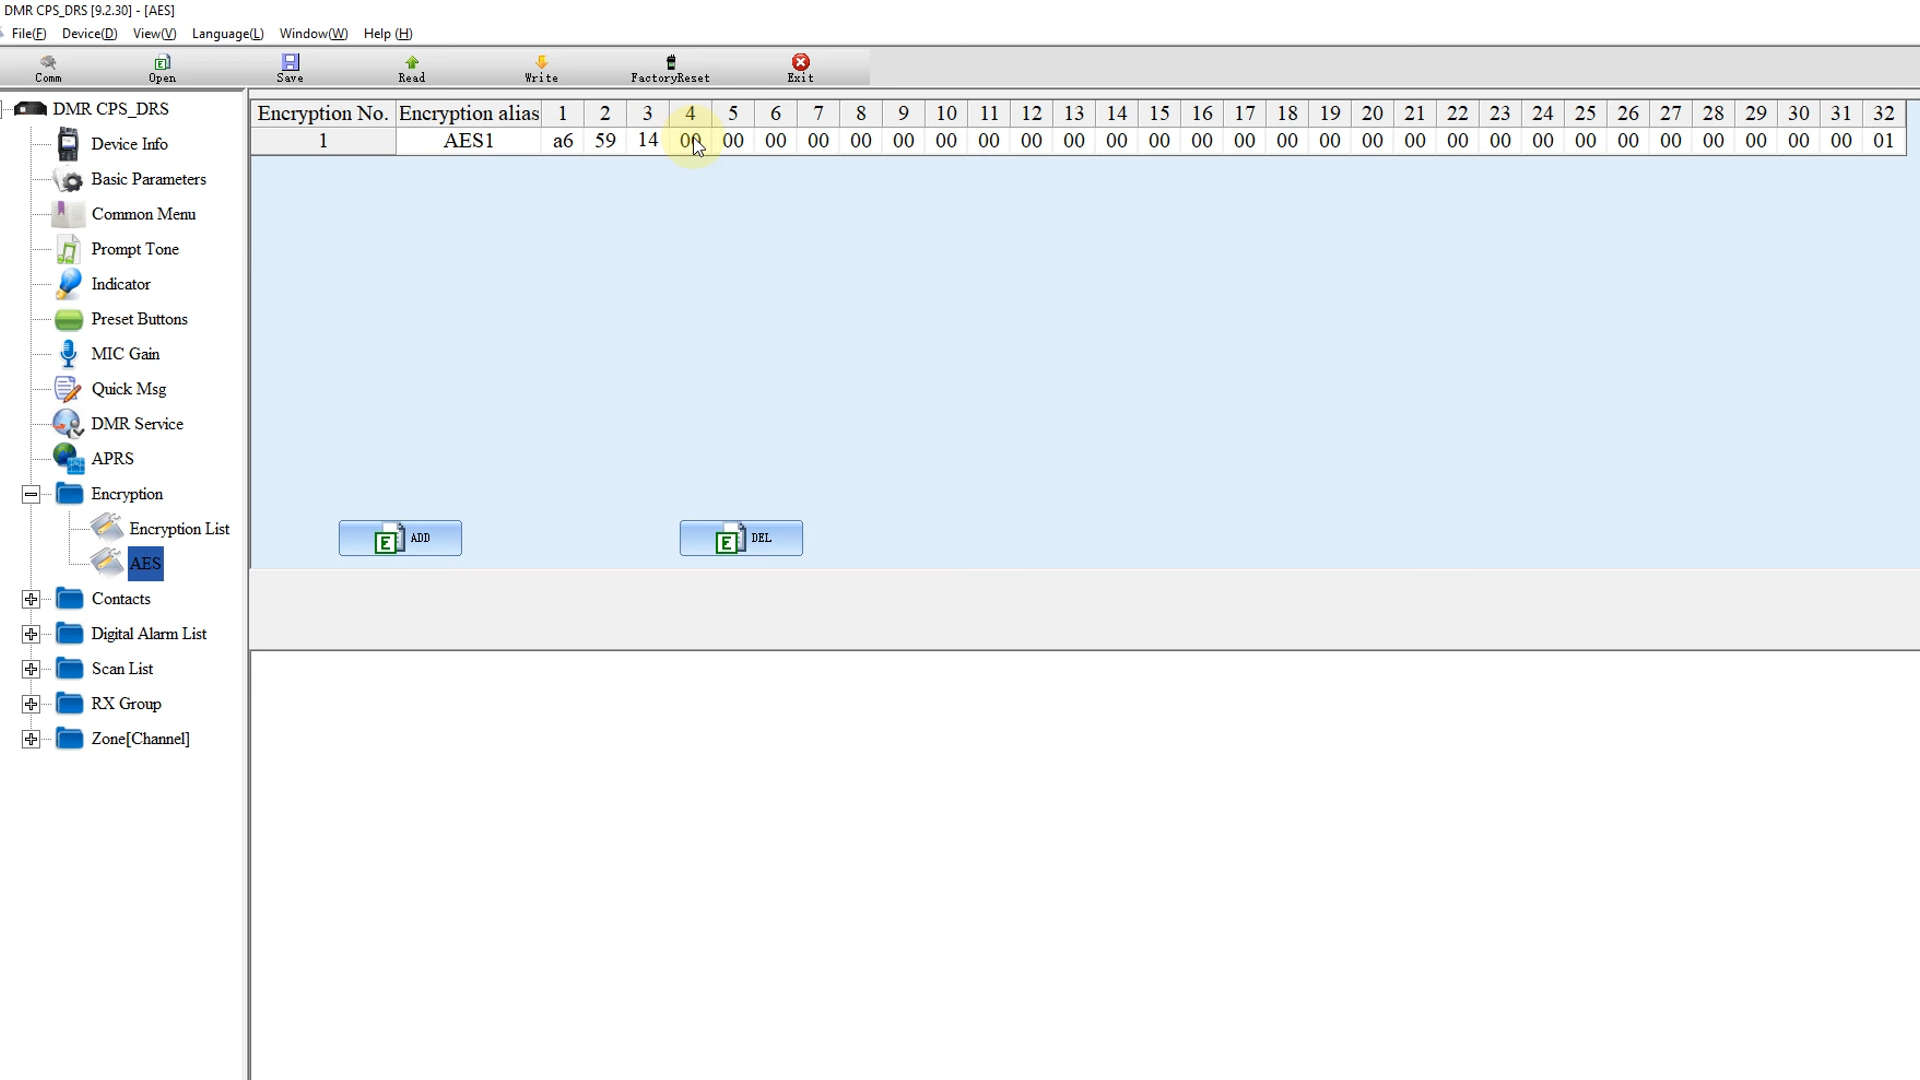 DMR CPS_DRS [9.2.30] - [AES]
File(F) Device(D) View(V) Language(L) Window(W) Help (H)
Comm Open Save Read Write FactoryReset Exit
DMR CPS_DRS
Device Info
Basic Parameters
Common Menu
Prompt Tone
Indicator
Preset Buttons
MIC Gain
Quick Msg
DMR Service
APRS
Encryption
Encryption List
AES
Contacts
Digital Alarm List
Scan List
RX Group
Zone[Channel]
Encryption No. Encryption alias 1 2 3 4 5 6 7 8 9 10 11 12 13 14 15 16 17 18 19 20 21 22 23 24 25 26 27 28 29 30 31 32
1 AES1 a6 59 14 00 00 00 00 00 00 00 00 00 00 00 00 00 00 00 00 00 00 00 00 00 00 00 00 00 00 00 00 01
ADD DEL